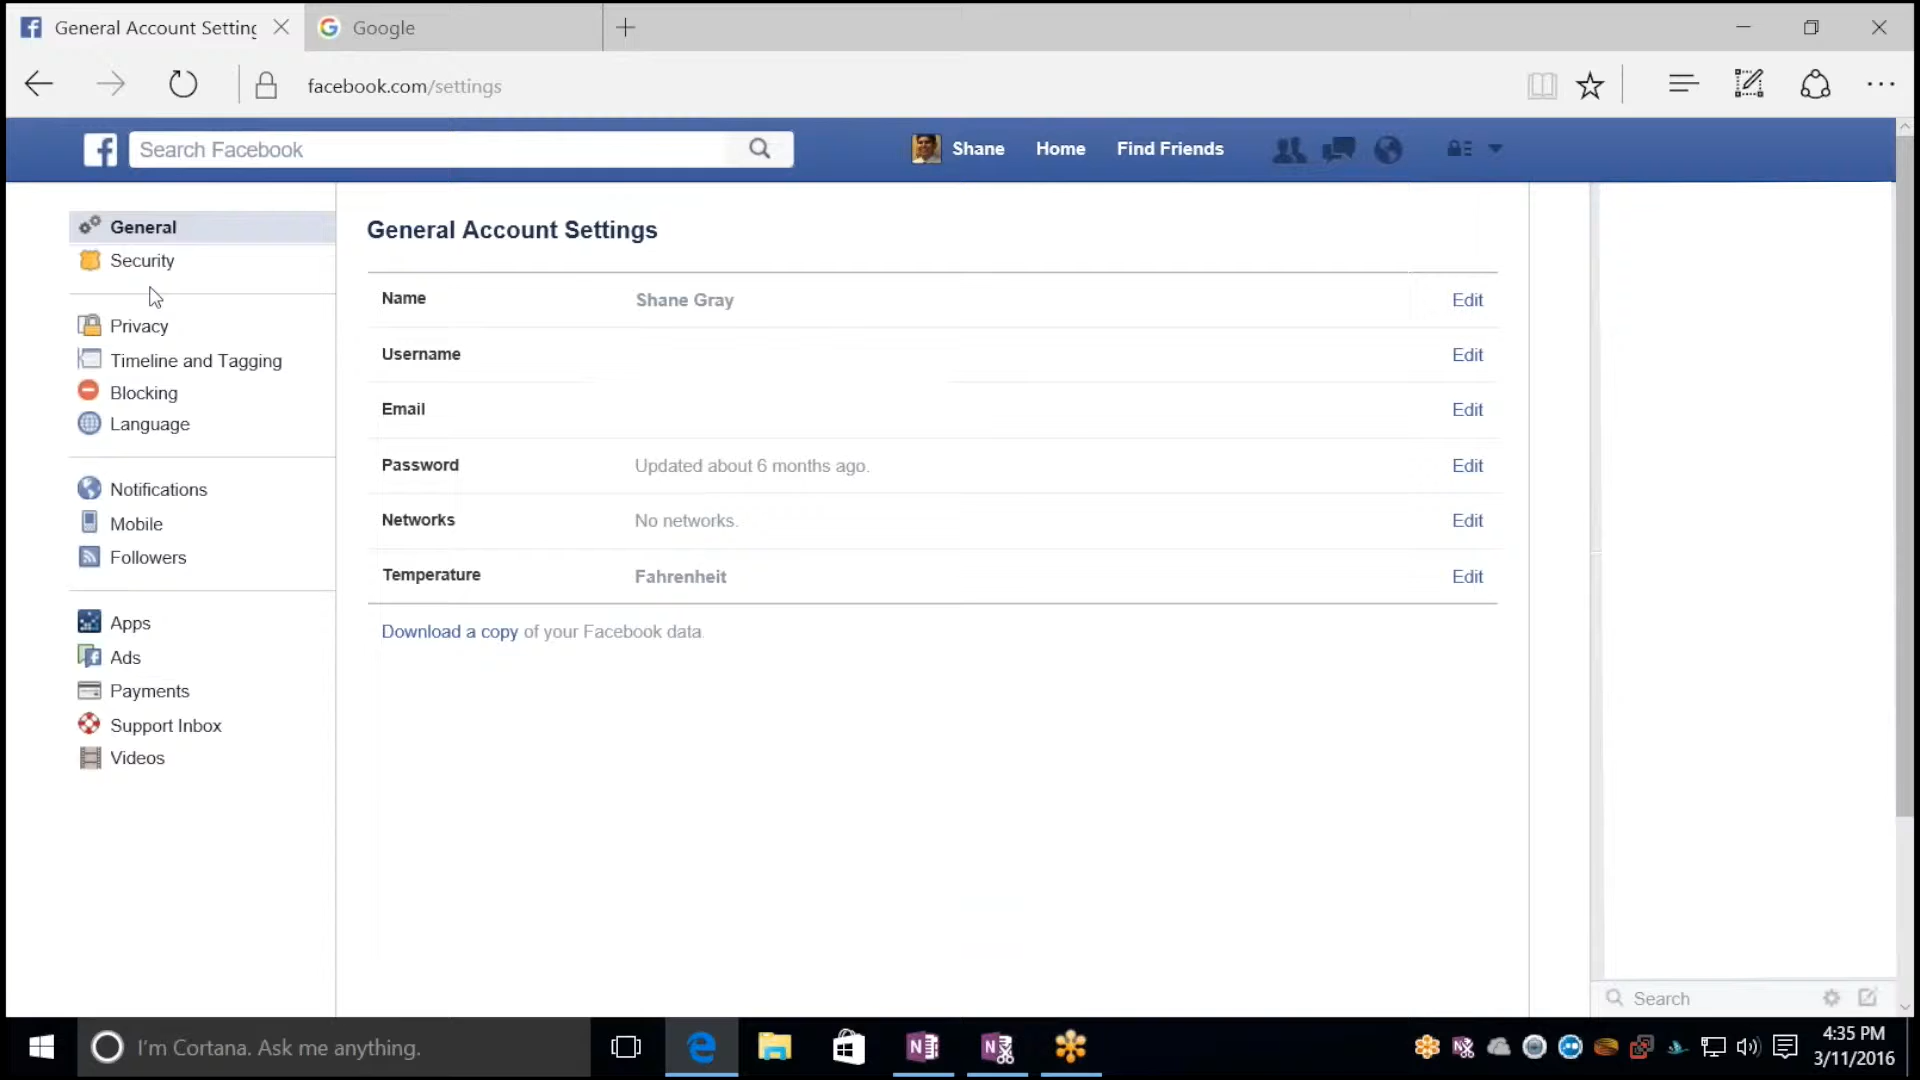 General Account Setting
Google
facebook.com/settings
Search Facebook
Shane
Home
Find Friends
General
Security
Privacy
Timeline and Tagging
Blocking
Language
Notifications
Mobile
Followers
Apps
Ads
Payments
Support Inbox
Videos
General Account Settings
Name Shane Gray Edit
Username Edit
Email Edit
Password Updated about 6 months ago. Edit
Networks No networks. Edit
Temperature Fahrenheit Edit
Download a copy of your Facebook data.
Search
I'm Cortana. Ask me anything.
4:35 PM
3/11/2016